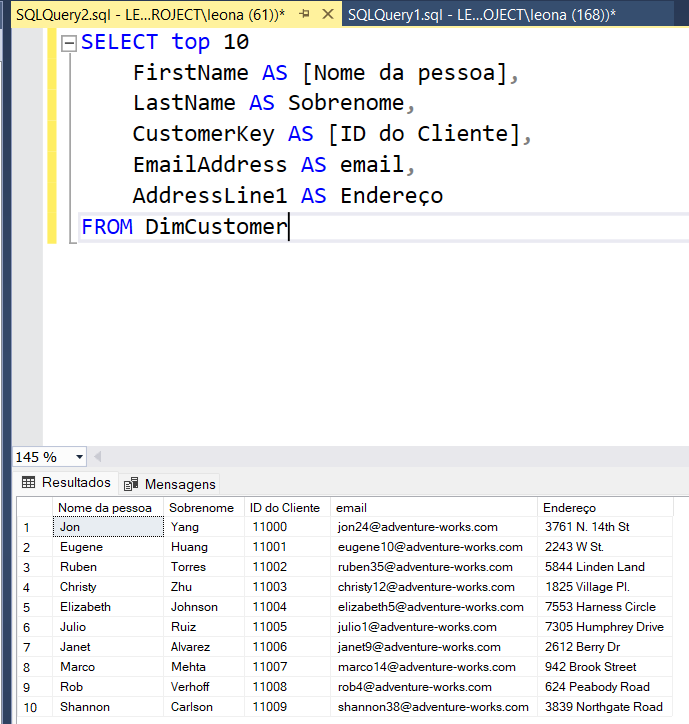 SQLQuery2.sql - LE...ROJECT\leona (61))* SQLQuery1.sql - LE...OJECT\leona (168))*
SELECT top 10
FirstName AS [Nome da pessoa],
LastName AS Sobrenome,
CustomerKey AS [ID do Cliente],
EmailAddress AS email,
AddressLine1 AS Endereço
FROM DimCustomer
145 %
Resultados Mensagens
Nome da pessoa Sobrenome ID do Cliente email Endereço
1 Jon Yang 11000 jon24@adventure-works.com 3761 N. 14th St
2 Eugene Huang 11001 eugene10@adventure-works.com 2243 W St.
3 Ruben Torres 11002 ruben35@adventure-works.com 5844 Linden Land
4 Christy Zhu 11003 christy12@adventure-works.com 1825 Village Pl.
5 Elizabeth Johnson 11004 elizabeth5@adventure-works.com 7553 Harness Circle
6 Julio Ruiz 11005 julio1@adventure-works.com 7305 Humphrey Drive
7 Janet Alvarez 11006 janet9@adventure-works.com 2612 Berry Dr
8 Marco Mehta 11007 marco14@adventure-works.com 942 Brook Street
9 Rob Verhoff 11008 rob4@adventure-works.com 624 Peabody Road
10 Shannon Carlson 11009 shannon38@adventure-works.com 3839 Northgate Road